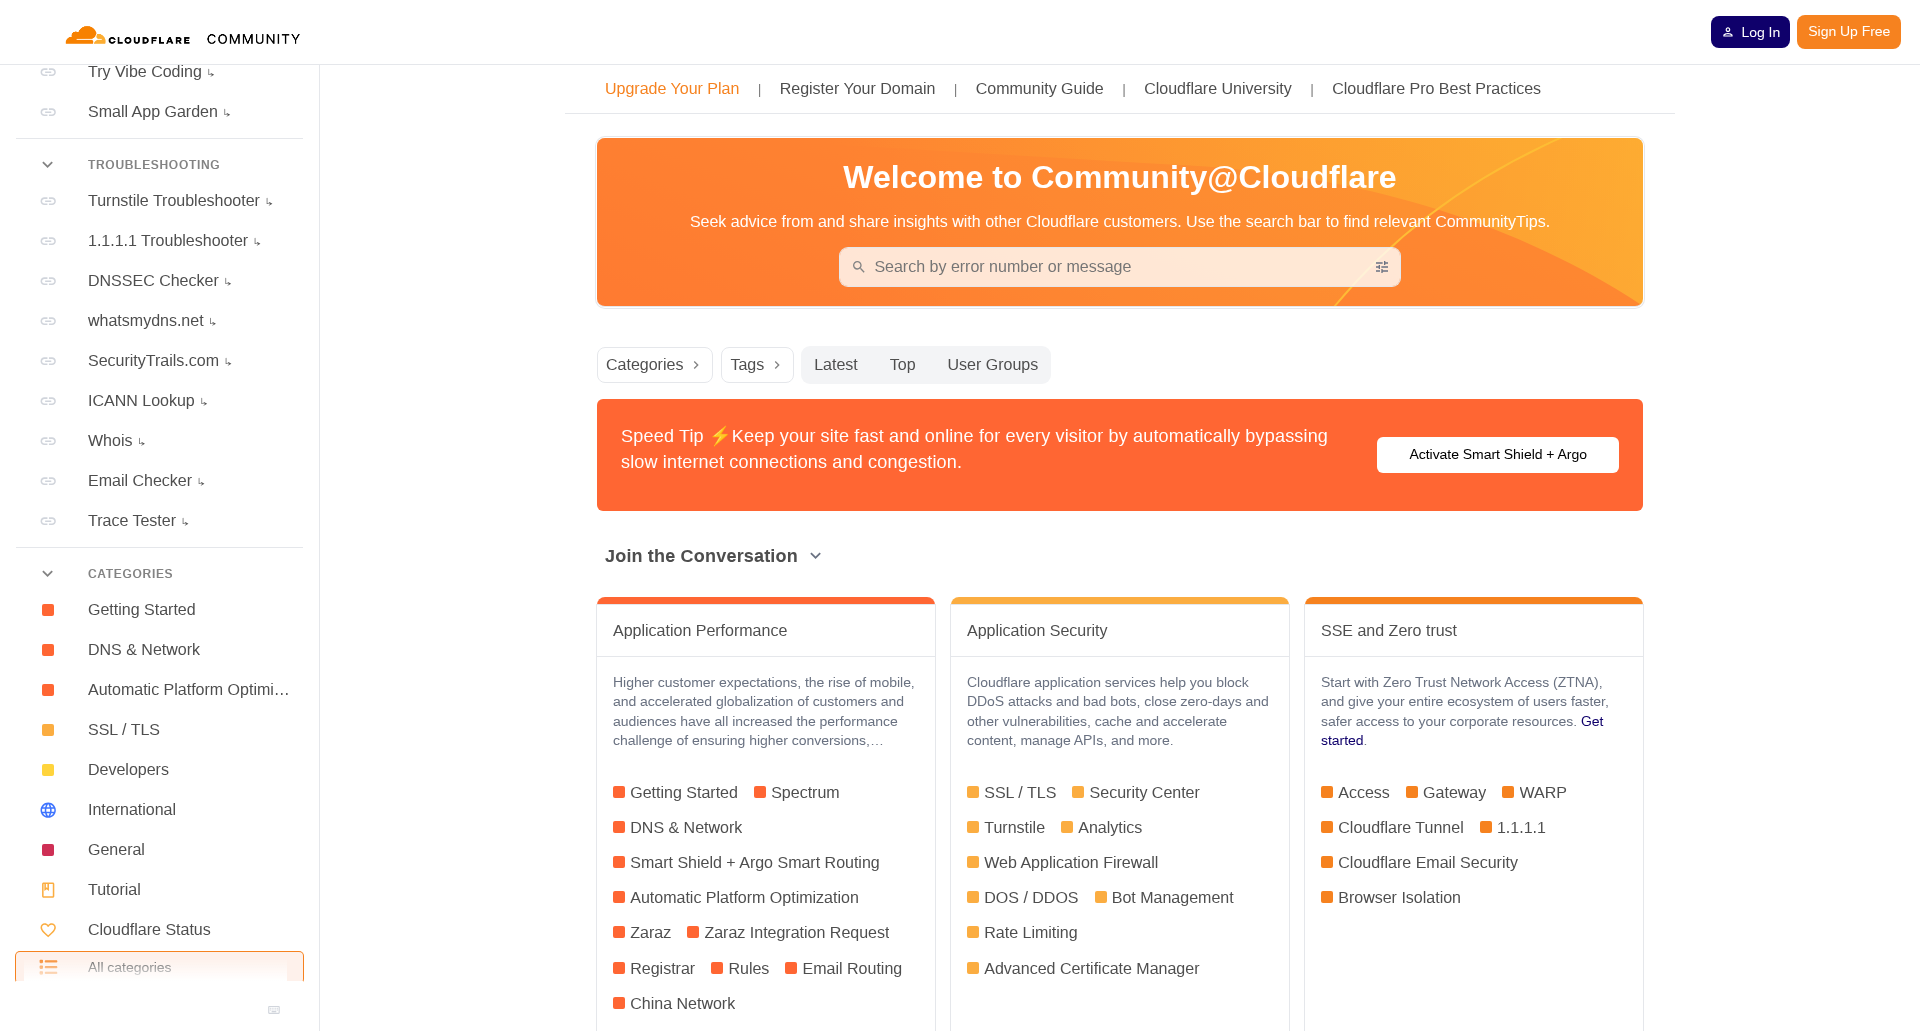 CLOUDFLARE COMMUNITY
Log In
Sign Up Free
Try Vibe Coding
Small App Garden
TROUBLESHOOTING
Turnstile Troubleshooter
1.1.1.1 Troubleshooter
DNSSEC Checker
whatsmydns.net
SecurityTrails.com
ICANN Lookup
Whois
Email Checker
Trace Tester
CATEGORIES
Getting Started
DNS & Network
Automatic Platform Optimi…
SSL / TLS
Developers
International
General
Tutorial
Cloudflare Status
All categories
Upgrade Your Plan | Register Your Domain | Community Guide | Cloudflare University | Cloudflare Pro Best Practices
Welcome to Community@Cloudflare
Seek advice from and share insights with other Cloudflare customers. Use the search bar to find relevant CommunityTips.
Search by error number or message
Categories Tags Latest Top User Groups
Speed Tip ⚡Keep your site fast and online for every visitor by automatically bypassing
slow internet connections and congestion.
Activate Smart Shield + Argo
Join the Conversation
Application Performance
Higher customer expectations, the rise of mobile,
and accelerated globalization of customers and
audiences have all increased the performance
challenge of ensuring higher conversions,…
Getting Started Spectrum
DNS & Network
Smart Shield + Argo Smart Routing
Automatic Platform Optimization
Zaraz Zaraz Integration Request
Registrar Rules Email Routing
China Network
Application Security
Cloudflare application services help you block
DDoS attacks and bad bots, close zero-days and
other vulnerabilities, cache and accelerate
content, manage APIs, and more.
SSL / TLS Security Center
Turnstile Analytics
Web Application Firewall
DOS / DDOS Bot Management
Rate Limiting
Advanced Certificate Manager
SSE and Zero trust
Start with Zero Trust Network Access (ZTNA),
and give your entire ecosystem of users faster,
safer access to your corporate resources. Get
started.
Access Gateway WARP
Cloudflare Tunnel 1.1.1.1
Cloudflare Email Security
Browser Isolation